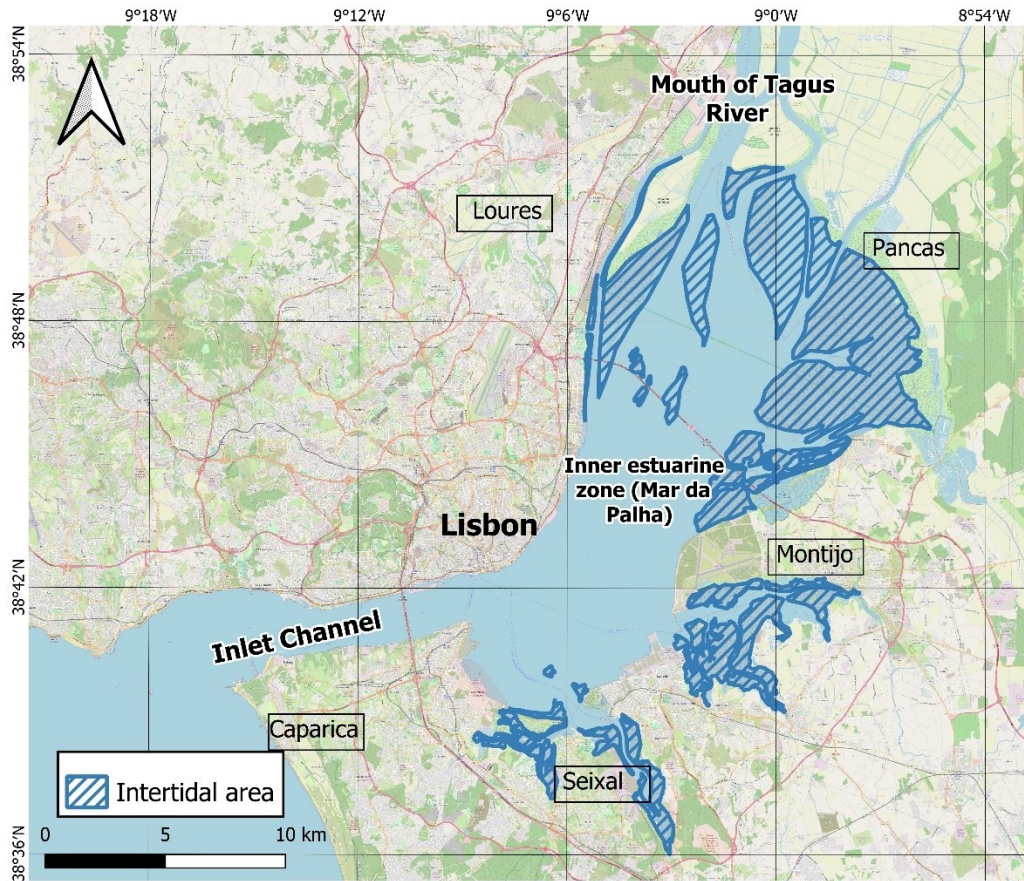 9°18'W 9°12'W 9°6'W 9°0'W 8°54'W
38°54'N
Mouth of Tagus
River
Loures
Pancas
38°48'N
Inner estuarine
zone (Mar da
Palha)
Lisbon
Montijo
38°42'N
Inlet Channel
Caparica
Seixal
Intertidal area
0 5 10 km
38°36'N